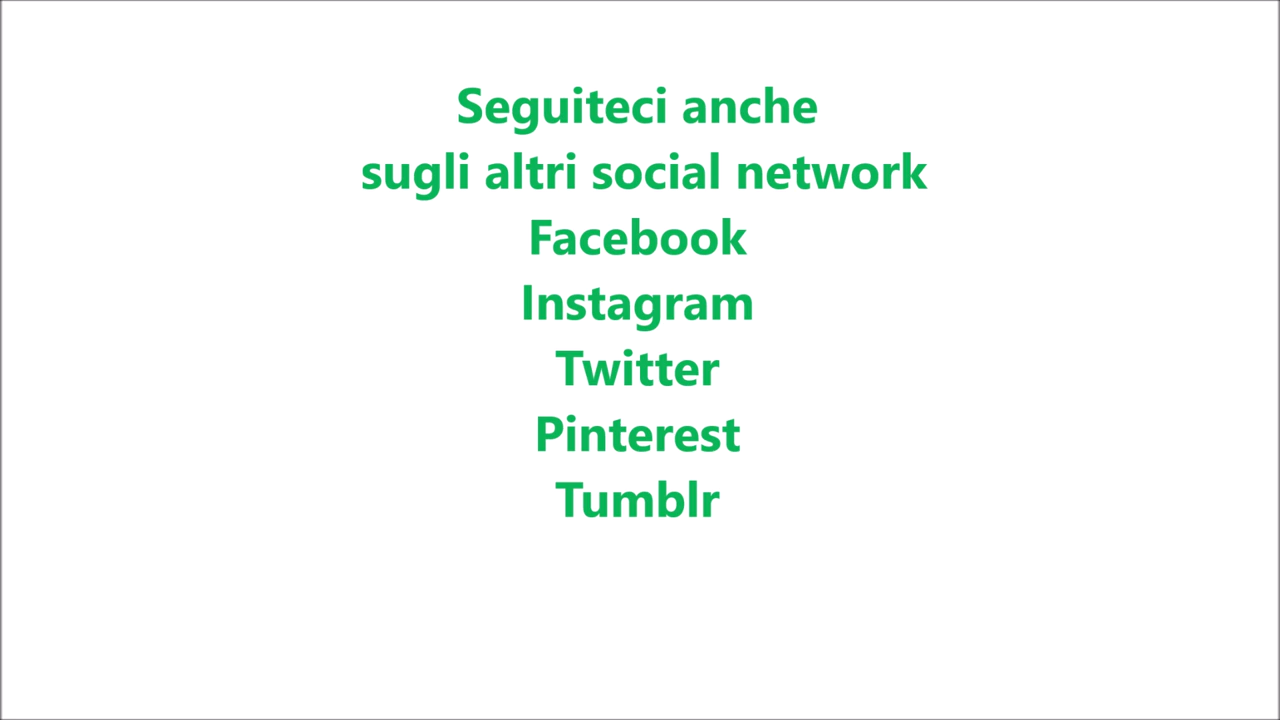 Seguiteci anche
sugli altri social network
Facebook
Instagram
Twitter
Pinterest
Tumblr